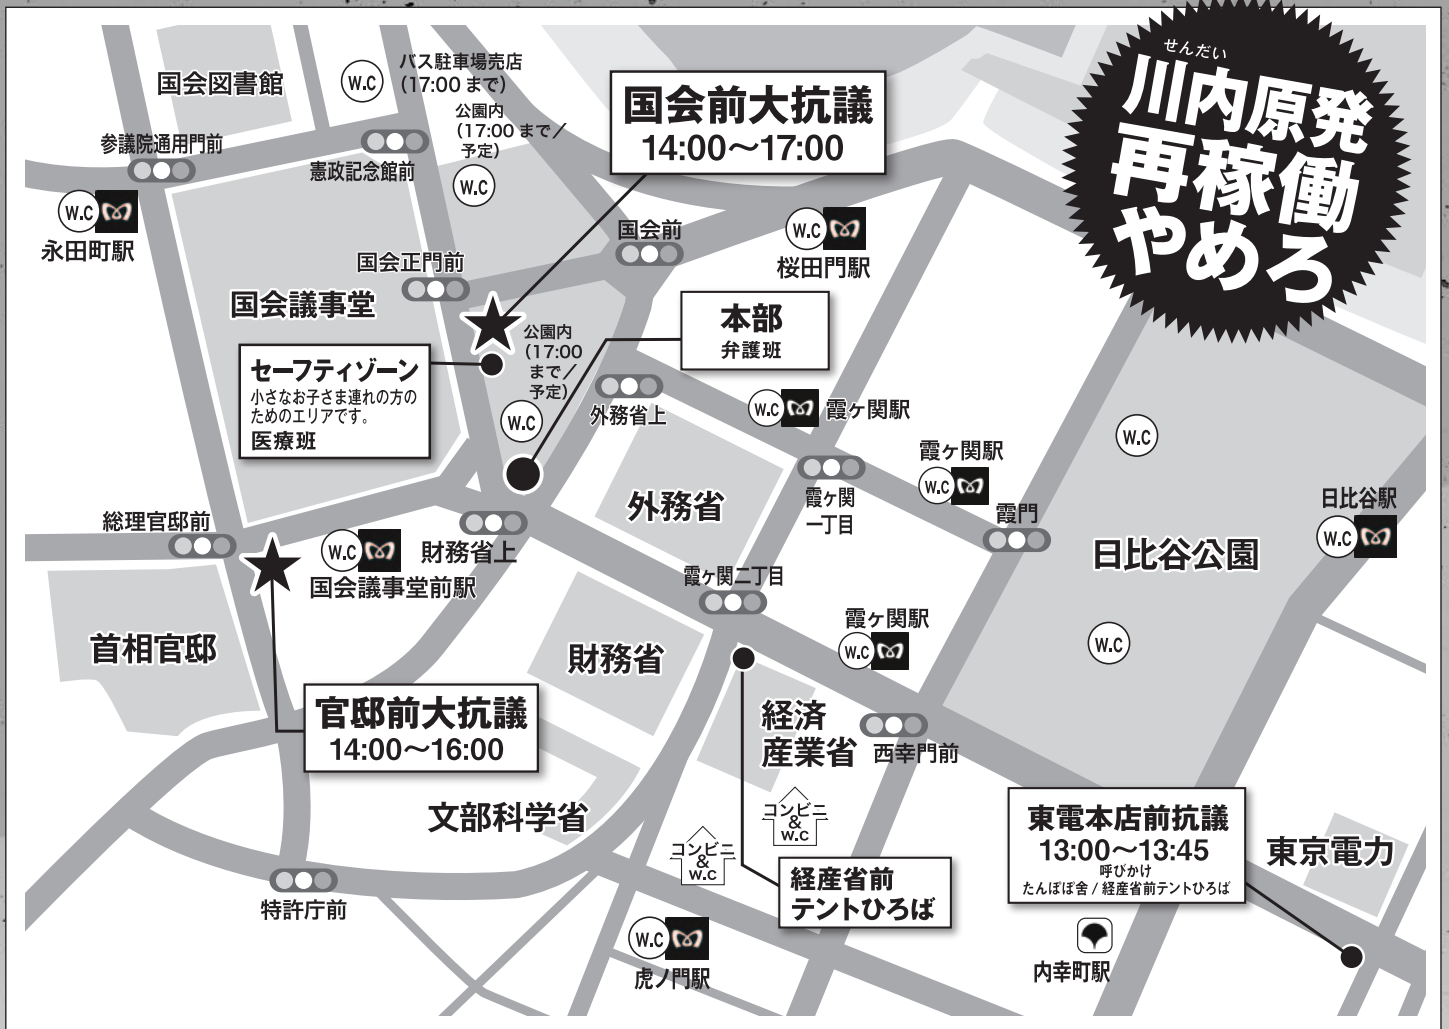 せんだい
川内原発
再稼働
やめろ
国会図書館
W.C
バス駐車場売店
(17:00 まで)
公園内
(17:00 まで/
予定)
W.C
国会前大抗議
14:00〜17:00
参議院通用門前
憲政記念館前
W.C
永田町駅
国会前
W.C
桜田門駅
国会正門前
国会議事堂
本部
弁護班
公園内
(17:00
まで/
予定)
W.C
セーフティゾーン
小さなお子さま連れの方の
ためのエリアです。
医療班
外務省上
W.C
霞ヶ関駅
霞ヶ関駅
W.C
W.C
外務省
霞ヶ関
一丁目
霞門
日比谷駅
W.C
総理官邸前
W.C
国会議事堂前駅
財務省上
日比谷公園
霞ヶ関二丁目
霞ヶ関駅
W.C
W.C
首相官邸
財務省
官邸前大抗議
14:00〜16:00
経済
産業省
西幸門前
文部科学省
コンビニ
&
W.C
コンビニ
&
W.C
東電本店前抗議
13:00〜13:45
呼びかけ
たんぽぽ舎 / 経産省前テントひろば
東京電力
経産省前
テントひろば
特許庁前
W.C
虎ノ門駅
内幸町駅